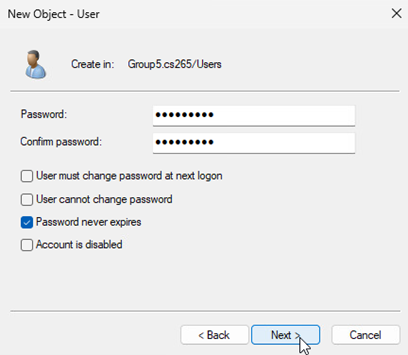 New Object - User
Create in: Group5.cs265/Users
Password: •••••••••
Confirm password: •••••••••
User must change password at next logon
User cannot change password
Password never expires
Account is disabled
< Back Next > Cancel